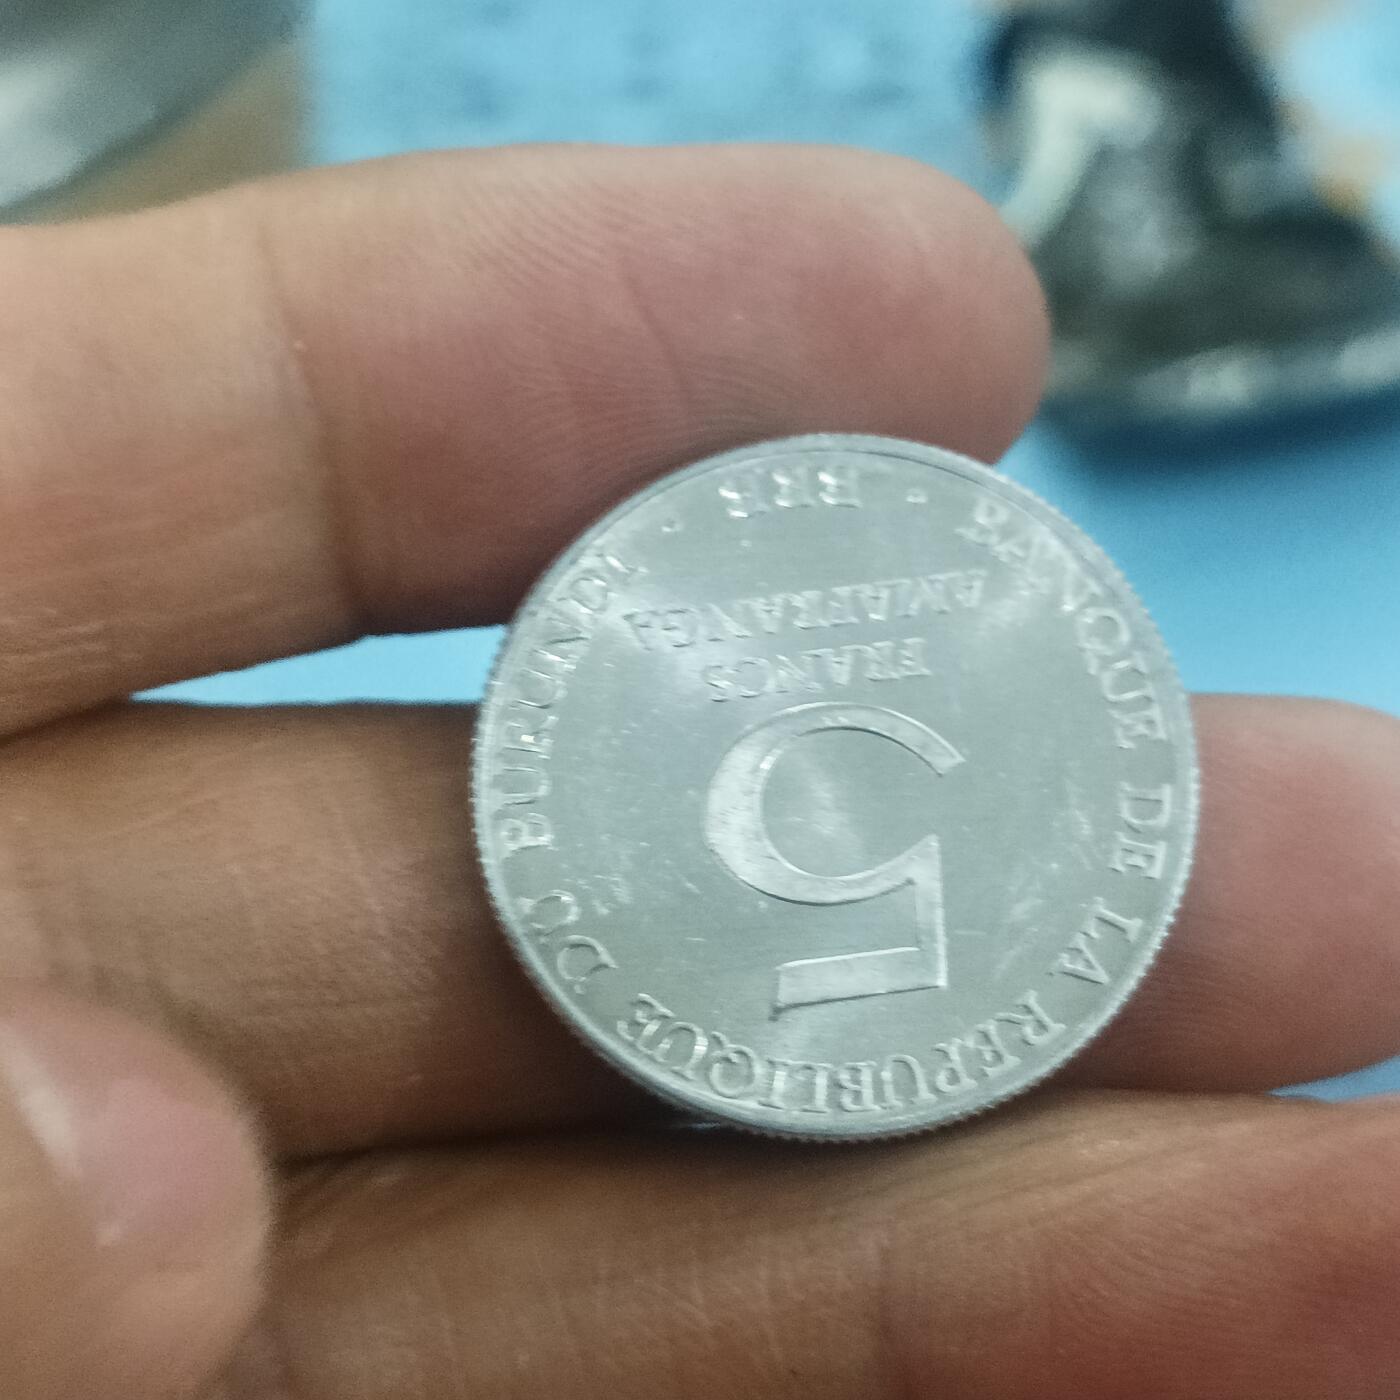 BANQUE DE LA REPUBLIQUE DU BURUNDI
5
FRANCS
AMAFRANGA
· BRB ·